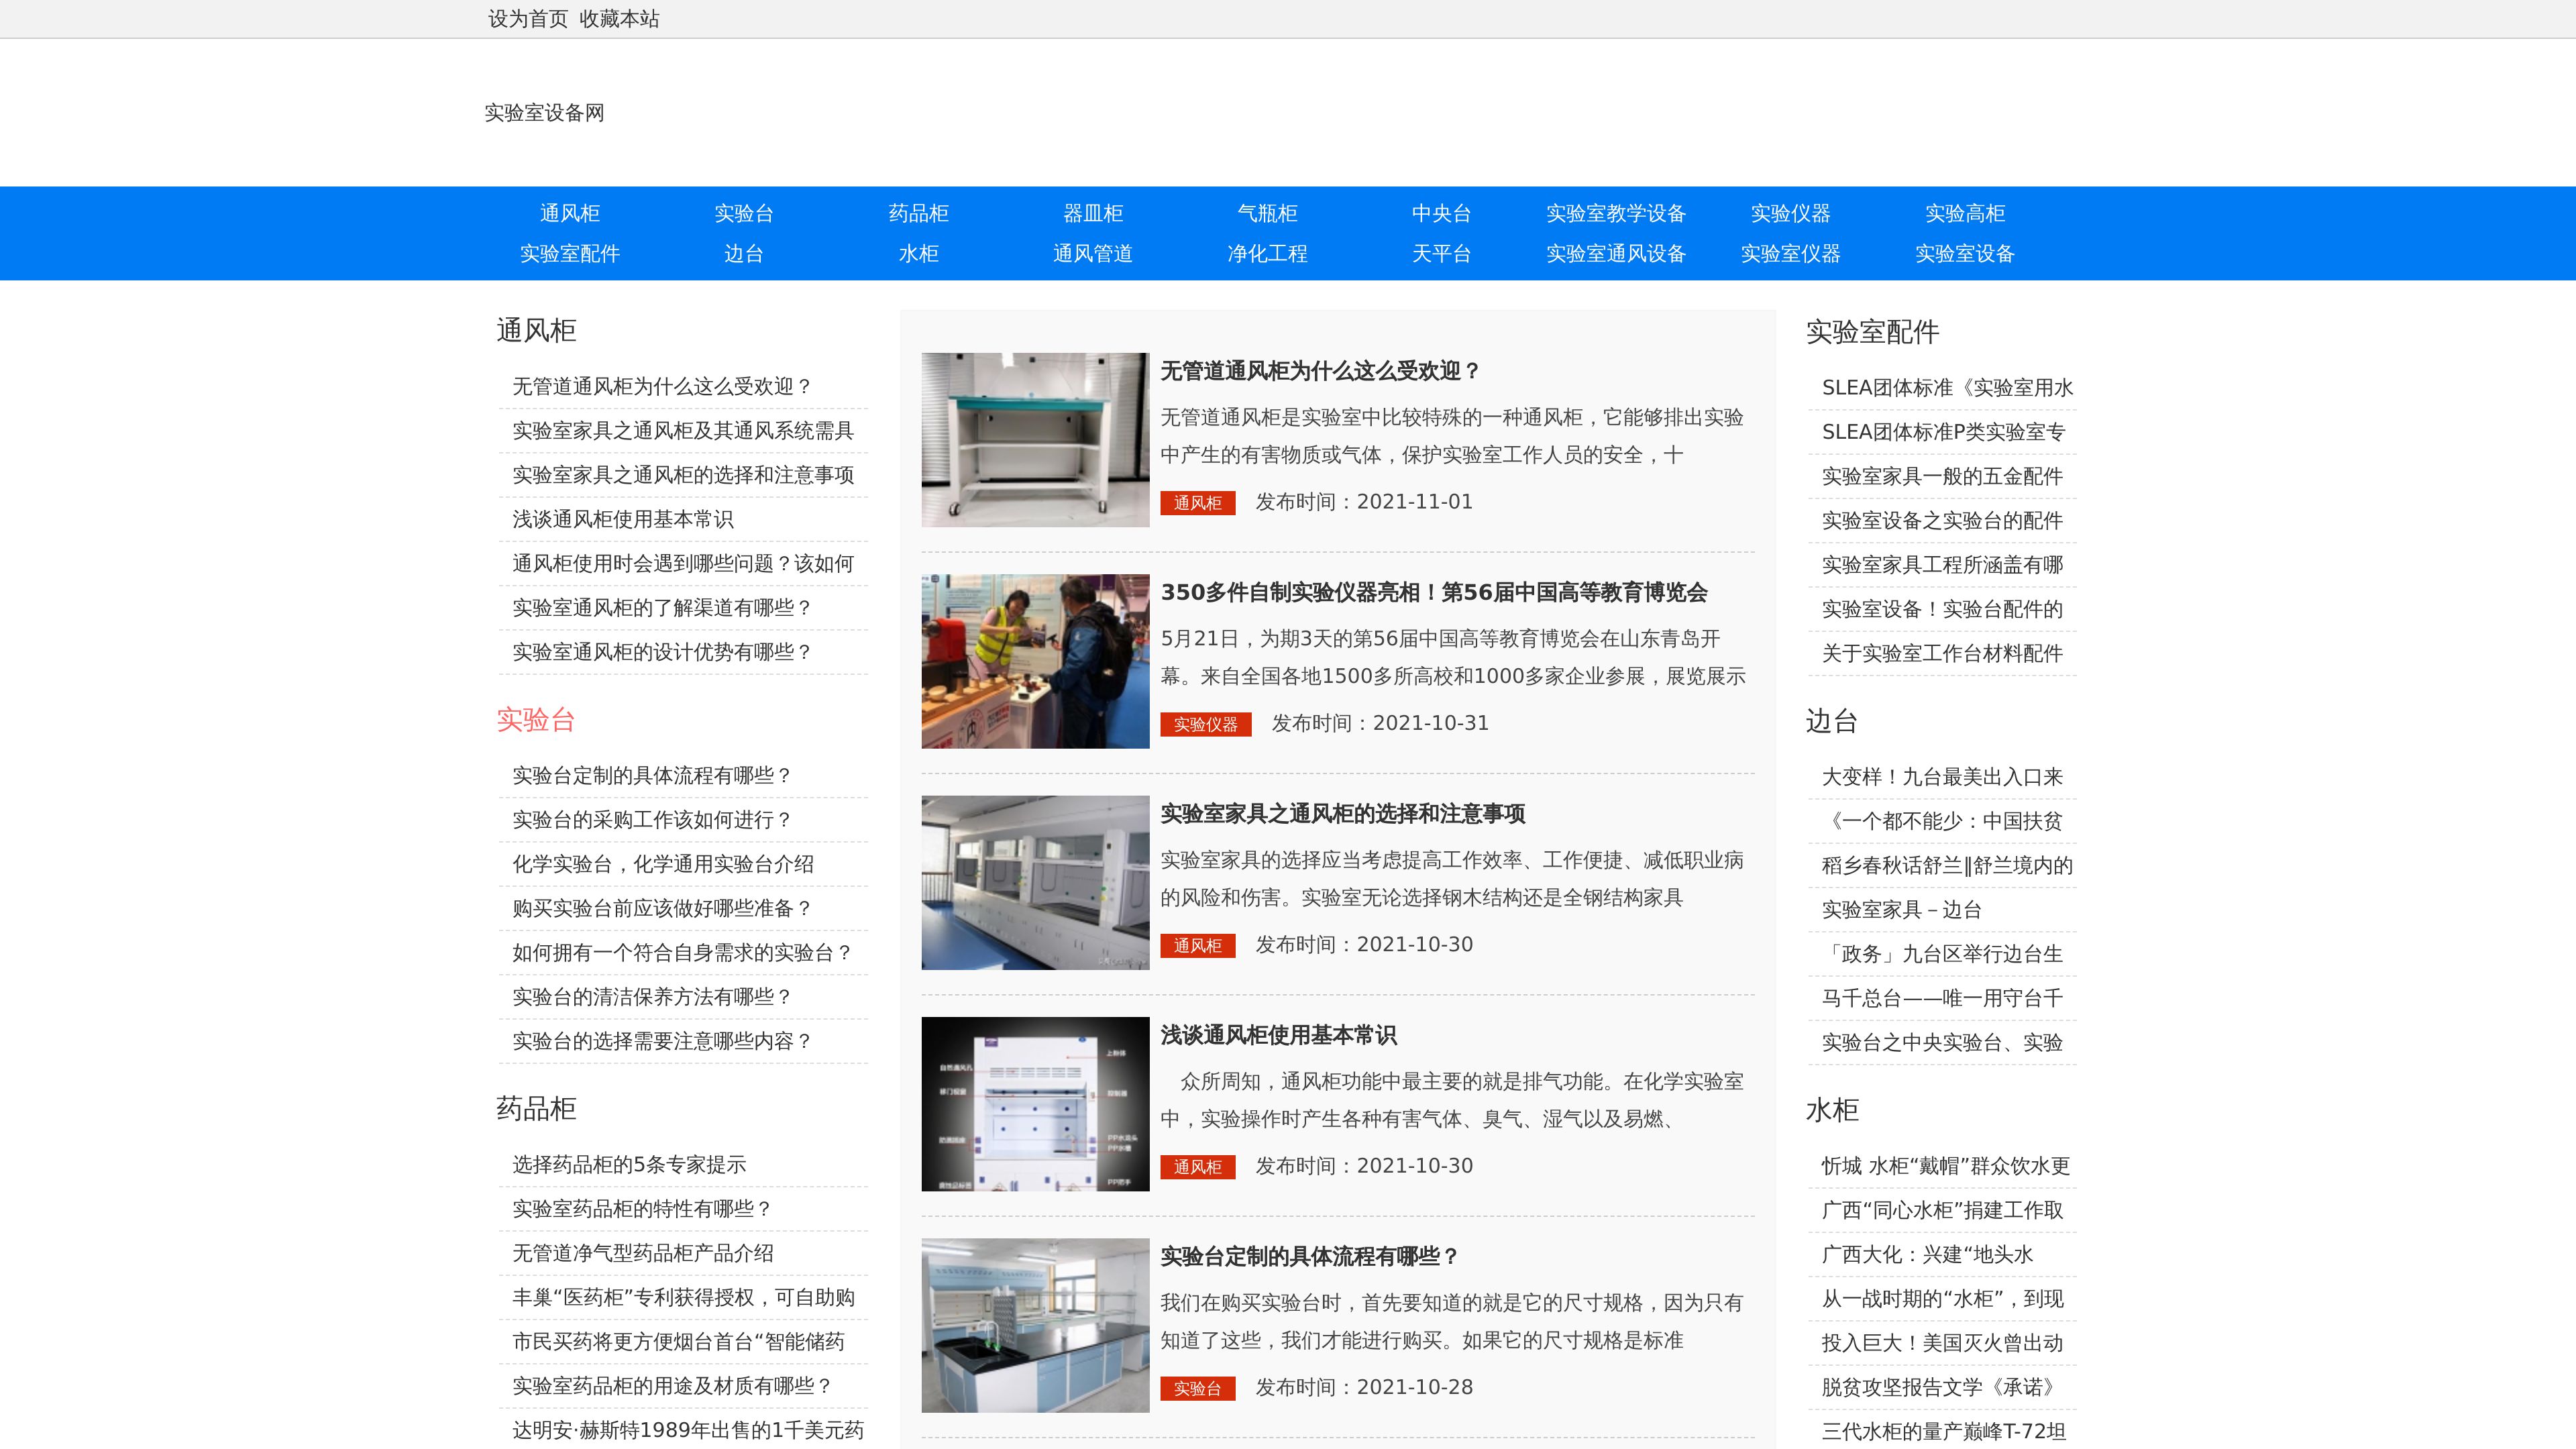 设为首页 收藏本站
实验室设备网
通风柜 实验台 药品柜 器皿柜 气瓶柜 中央台 实验室教学设备 实验仪器 实验高柜
实验室配件 边台 水柜 通风管道 净化工程 天平台 实验室通风设备 实验室仪器 实验室设备
通风柜
无管道通风柜为什么这么受欢迎？
实验室家具之通风柜及其通风系统需具
实验室家具之通风柜的选择和注意事项
浅谈通风柜使用基本常识
通风柜使用时会遇到哪些问题？该如何
实验室通风柜的了解渠道有哪些？
实验室通风柜的设计优势有哪些？
实验台
实验台定制的具体流程有哪些？
实验台的采购工作该如何进行？
化学实验台，化学通用实验台介绍
购买实验台前应该做好哪些准备？
如何拥有一个符合自身需求的实验台？
实验台的清洁保养方法有哪些？
实验台的选择需要注意哪些内容？
药品柜
选择药品柜的5条专家提示
实验室药品柜的特性有哪些？
无管道净气型药品柜产品介绍
丰巢“医药柜”专利获得授权，可自助购
市民买药将更方便烟台首台“智能储药
实验室药品柜的用途及材质有哪些？
达明安·赫斯特1989年出售的1千美元药
无管道通风柜为什么这么受欢迎？
无管道通风柜是实验室中比较特殊的一种通风柜，它能够排出实验
中产生的有害物质或气体，保护实验室工作人员的安全，十
通风柜 发布时间：2021-11-01
350多件自制实验仪器亮相！第56届中国高等教育博览会
5月21日，为期3天的第56届中国高等教育博览会在山东青岛开
幕。来自全国各地1500多所高校和1000多家企业参展，展览展示
实验仪器 发布时间：2021-10-31
实验室家具之通风柜的选择和注意事项
实验室家具的选择应当考虑提高工作效率、工作便捷、减低职业病
的风险和伤害。实验室无论选择钢木结构还是全钢结构家具
通风柜 发布时间：2021-10-30
浅谈通风柜使用基本常识
众所周知，通风柜功能中最主要的就是排气功能。在化学实验室
中，实验操作时产生各种有害气体、臭气、湿气以及易燃、
通风柜 发布时间：2021-10-30
自然通风孔
PP水龙头
PP水槽
PP把手
实验台定制的具体流程有哪些？
我们在购买实验台时，首先要知道的就是它的尺寸规格，因为只有
知道了这些，我们才能进行购买。如果它的尺寸规格是标准
实验台 发布时间：2021-10-28
实验室配件
SLEA团体标准《实验室用水
SLEA团体标准P类实验室专
实验室家具一般的五金配件
实验室设备之实验台的配件
实验室家具工程所涵盖有哪
实验室设备！实验台配件的
关于实验室工作台材料配件
边台
大变样！九台最美出入口来
《一个都不能少：中国扶贫
稻乡春秋话舒兰‖舒兰境内的
实验室家具－边台
「政务」九台区举行边台生
马千总台——唯一用守台千
实验台之中央实验台、实验
水柜
忻城 水柜“戴帽”群众饮水更
广西“同心水柜”捐建工作取
广西大化：兴建“地头水
从一战时期的“水柜”，到现
投入巨大！美国灭火曾出动
脱贫攻坚报告文学《承诺》
三代水柜的量产巅峰T-72坦